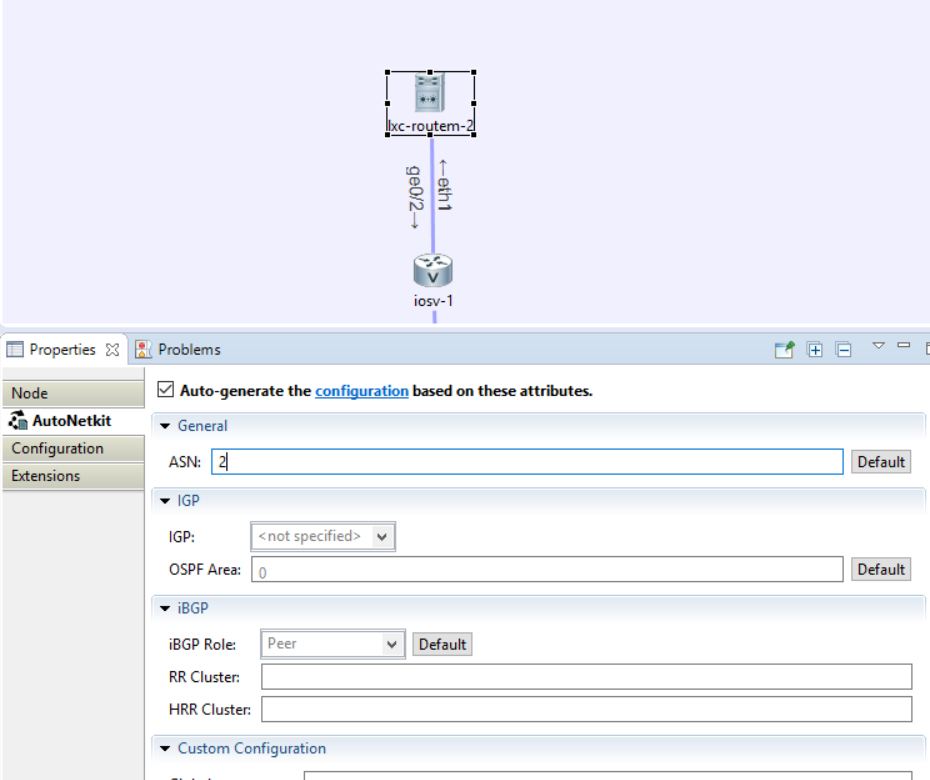 lxc-routem-2
←eth1
ge0/2→
iosv-1
Properties
Problems
Node
AutoNetkit
Configuration
Extensions
Auto-generate the configuration based on these attributes.
General
ASN: 2 Default
IGP
IGP: <not specified>
OSPF Area: 0 Default
iBGP
iBGP Role: Peer Default
RR Cluster:
HRR Cluster:
Custom Configuration